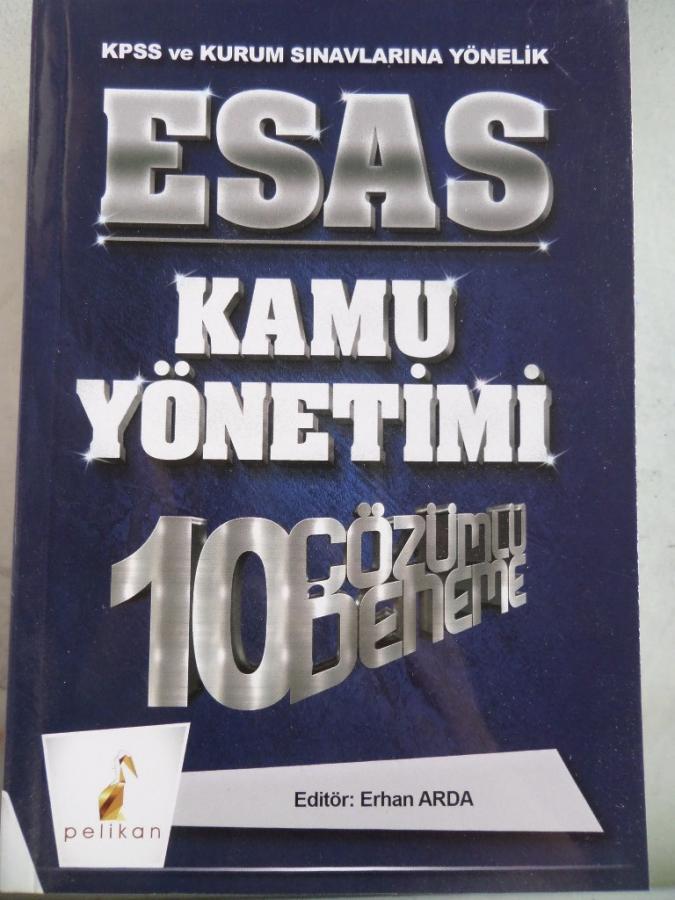 KPSS ve KURUM SINAVLARINA YÖNELİK
ESAS
KAMU
YÖNETİMİ
10 ÇÖZÜMLÜ
DENEME
Editör: Erhan ARDA
pelikan